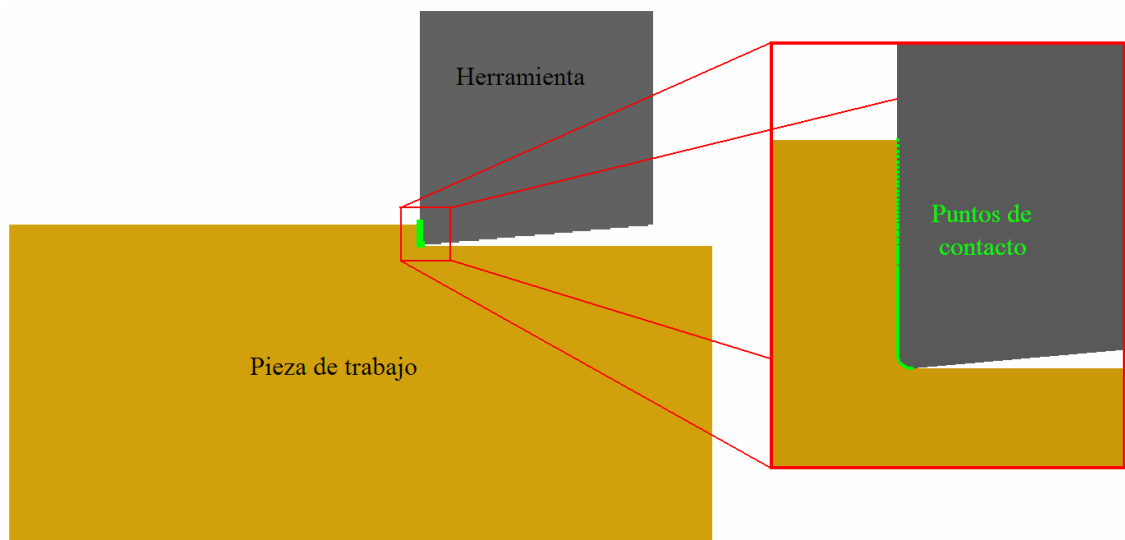 Herramienta
Puntos de
contacto
Pieza de trabajo